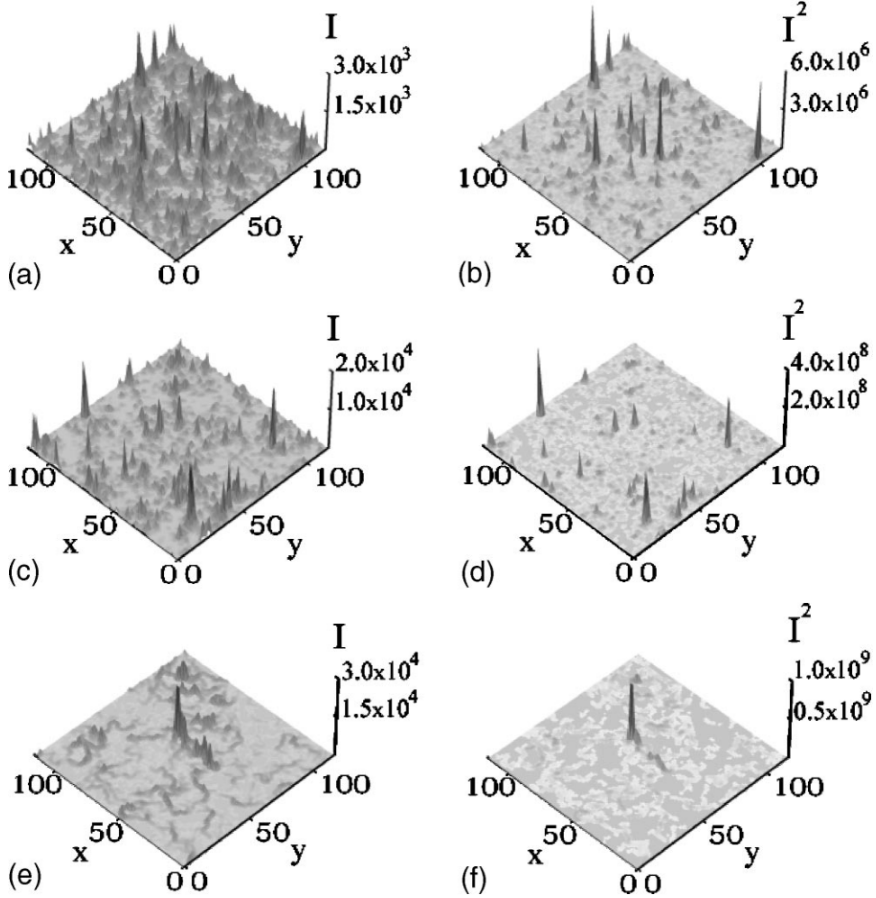 I
3.0x10³
1.5x10³
100
50
x
0 0
y
50
100
(a)
I²
6.0x10⁶
3.0x10⁶
100
50
x
0 0
y
50
100
(b)
I
2.0x10⁴
1.0x10⁴
100
50
x
0 0
y
50
100
(c)
I²
4.0x10⁸
2.0x10⁸
100
50
x
0 0
y
50
100
(d)
I
3.0x10⁴
1.5x10⁴
100
50
x
0 0
y
50
100
(e)
I²
1.0x10⁹
0.5x10⁹
100
50
x
0 0
y
50
100
(f)